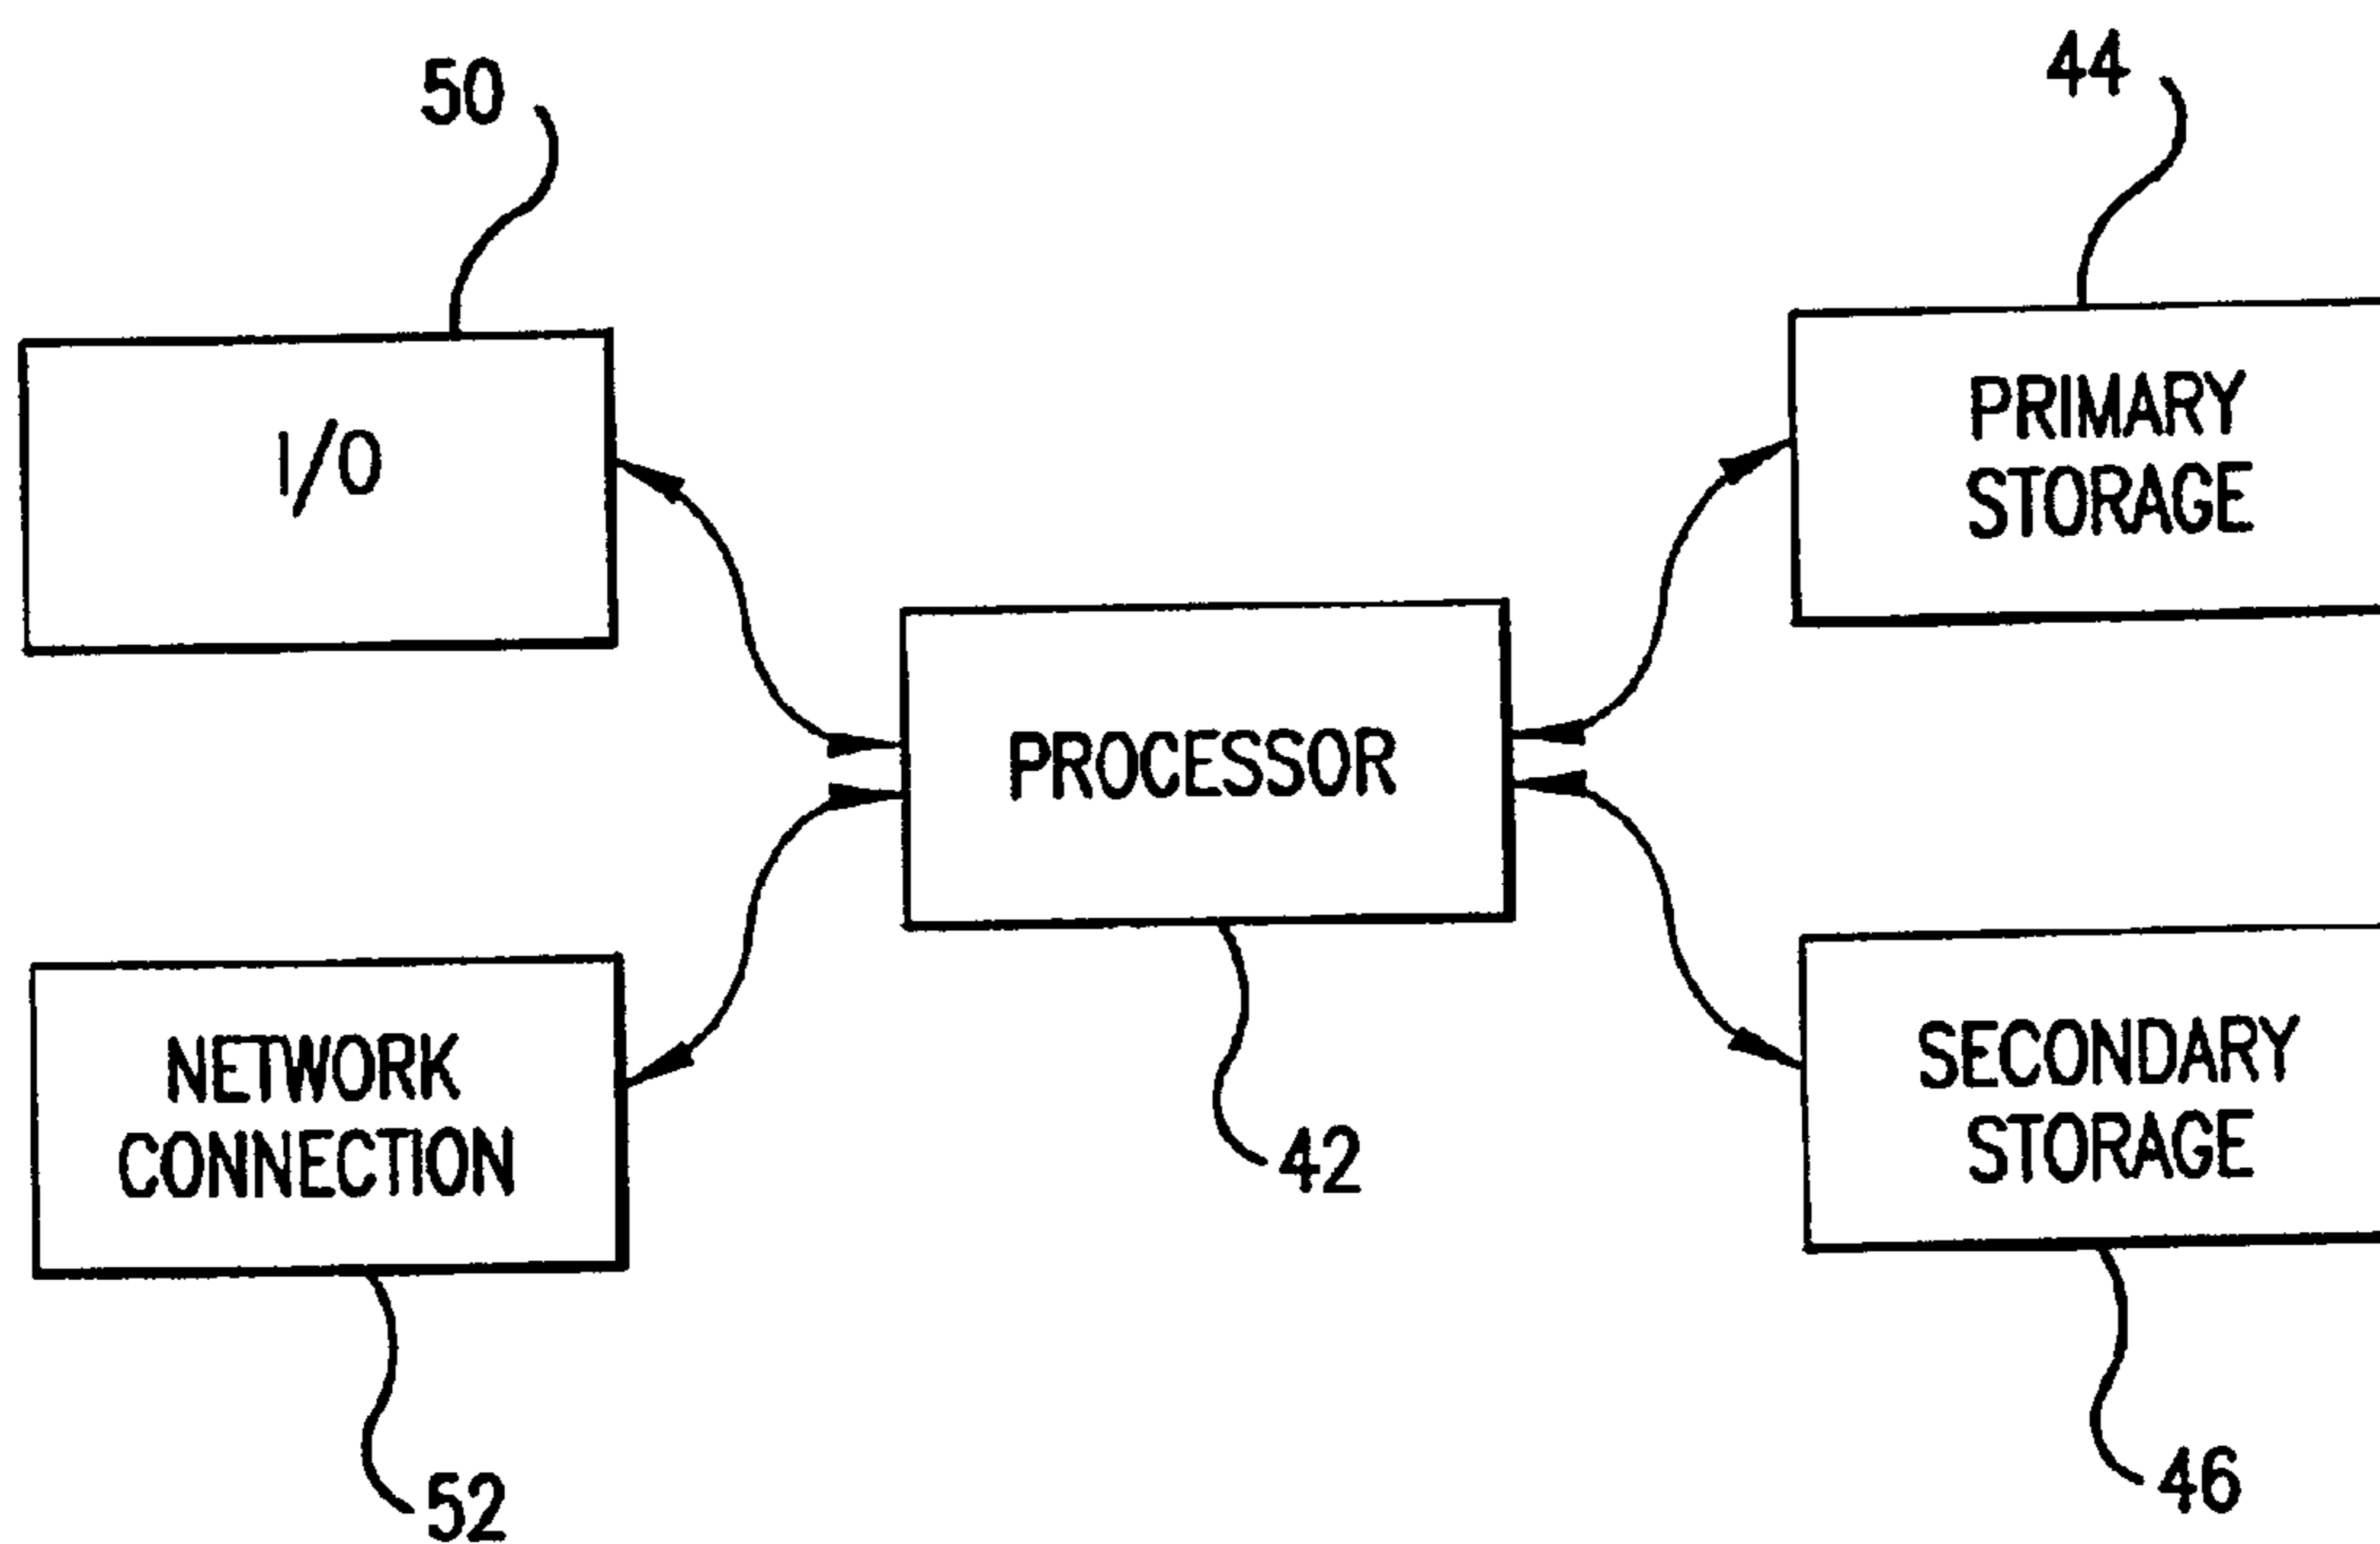 50
44
I/O
PRIMARY
STORAGE
PROCESSOR
NETWORK
CONNECTION
SECONDARY
STORAGE
42
52
46